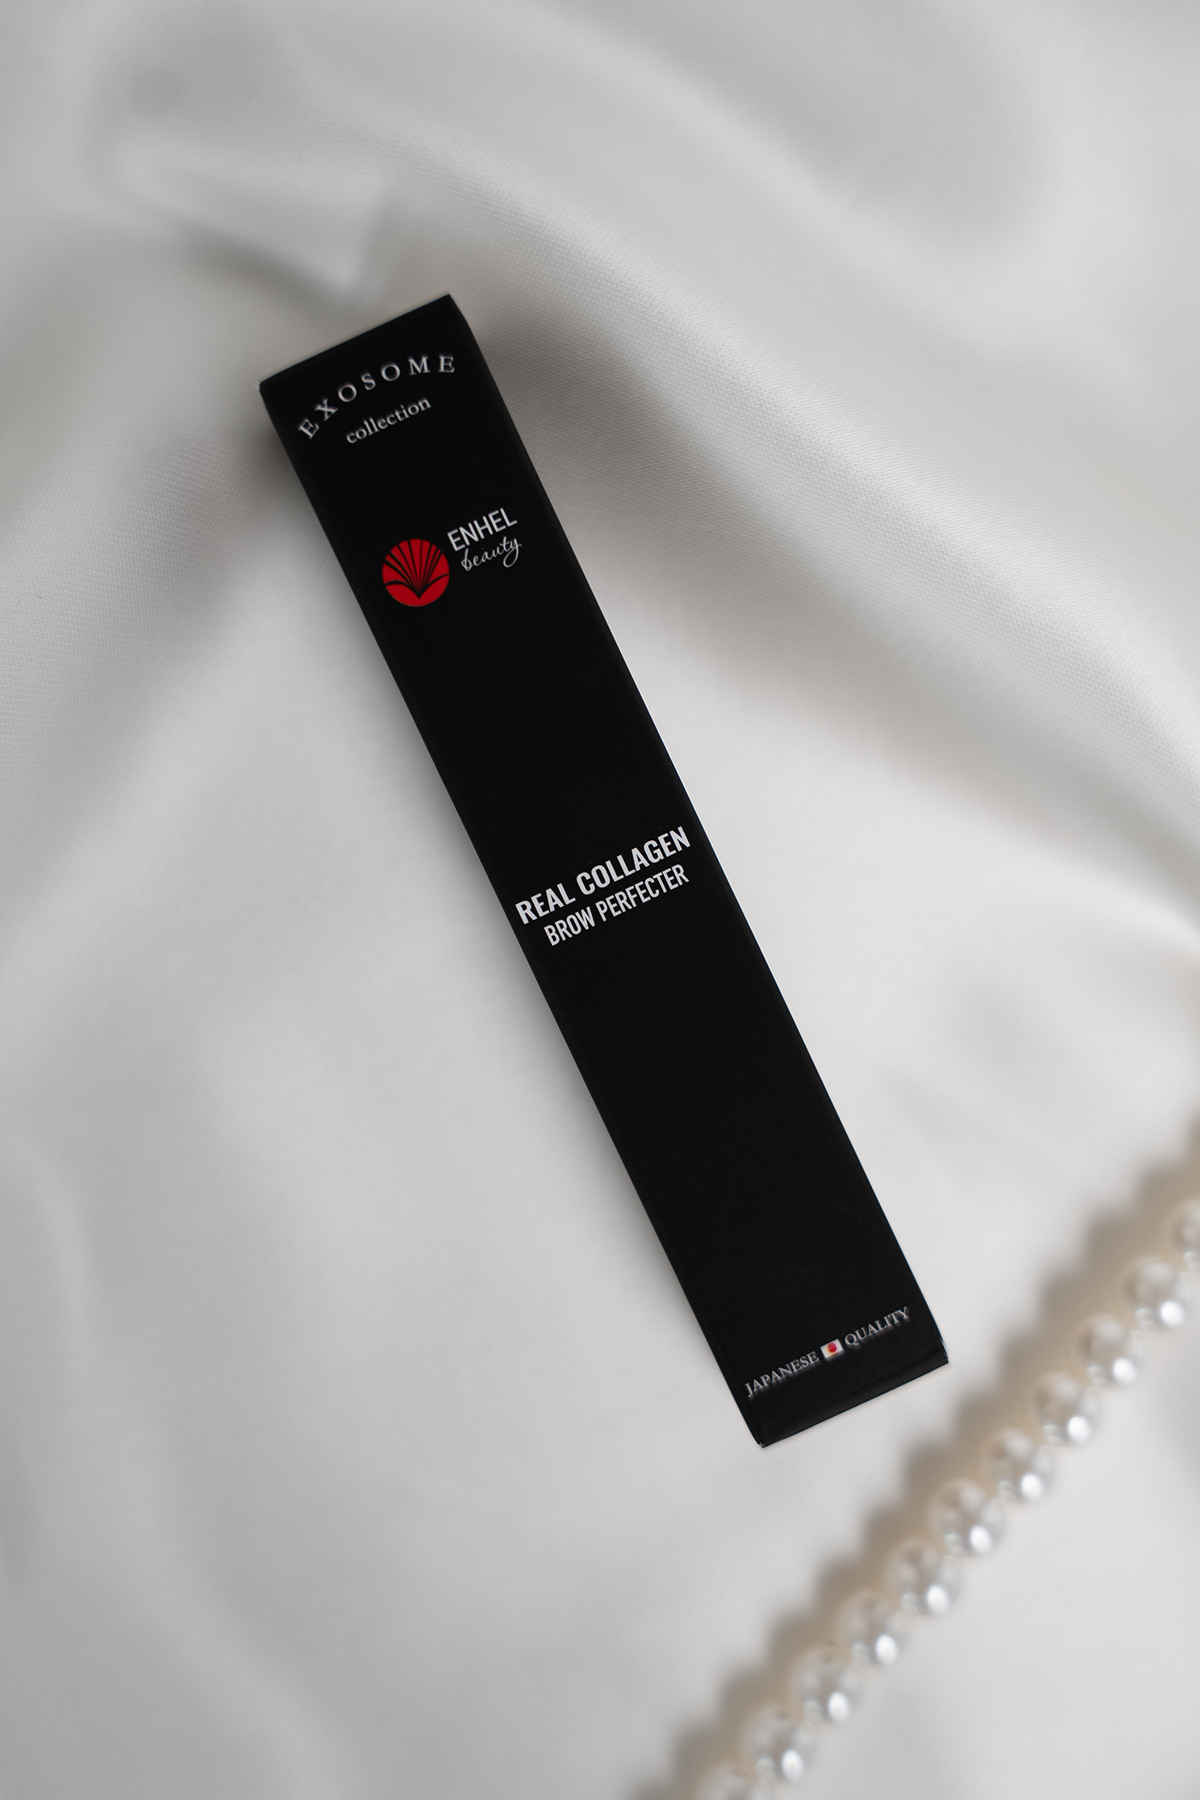 EXOSOME
collection
ENHEL
beauty
REAL COLLAGEN
BROW PERFECTER
JAPANESE QUALITY